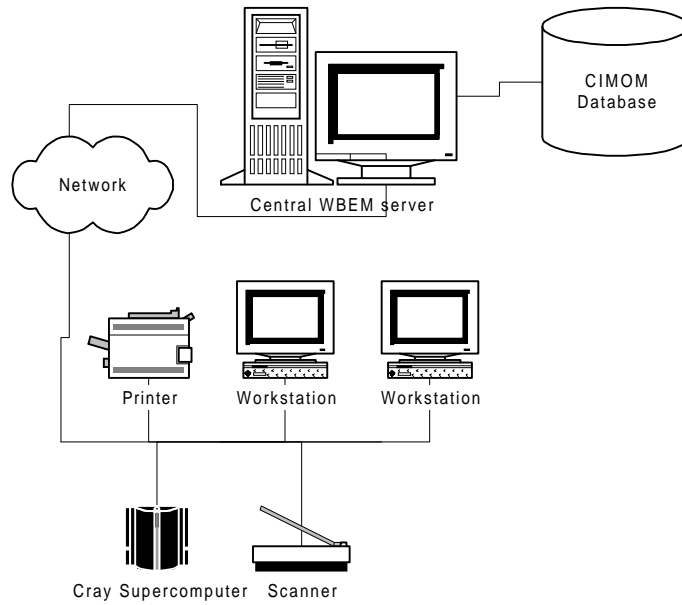 CIMOM
Database
Network
Central WBEM server
Printer
Workstation
Workstation
Cray Supercomputer
Scanner